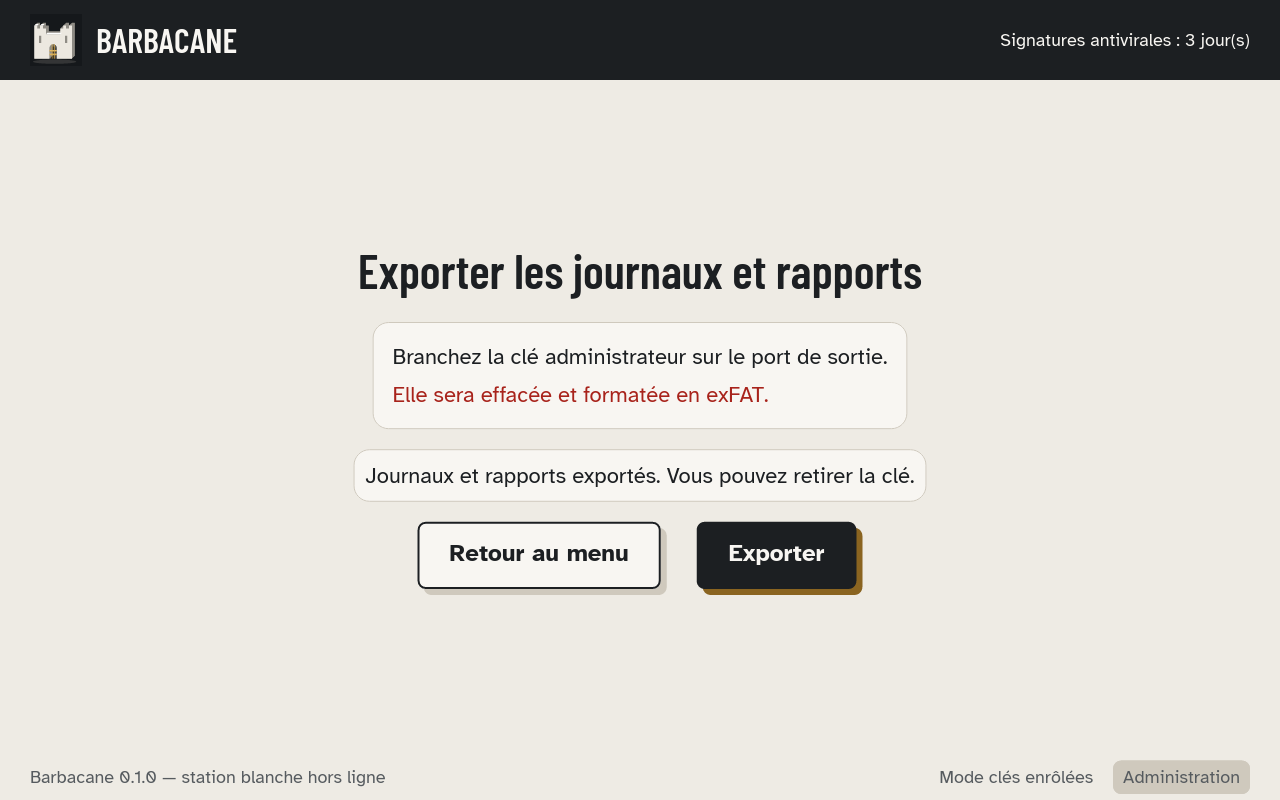 BARBACANE
Signatures antivirales : 3 jour(s)
Exporter les journaux et rapports
Branchez la clé administrateur sur le port de sortie.
Elle sera effacée et formatée en exFAT.
Journaux et rapports exportés. Vous pouvez retirer la clé.
Retour au menu
Exporter
Barbacane 0.1.0 — station blanche hors ligne
Mode clés enrôlées
Administration